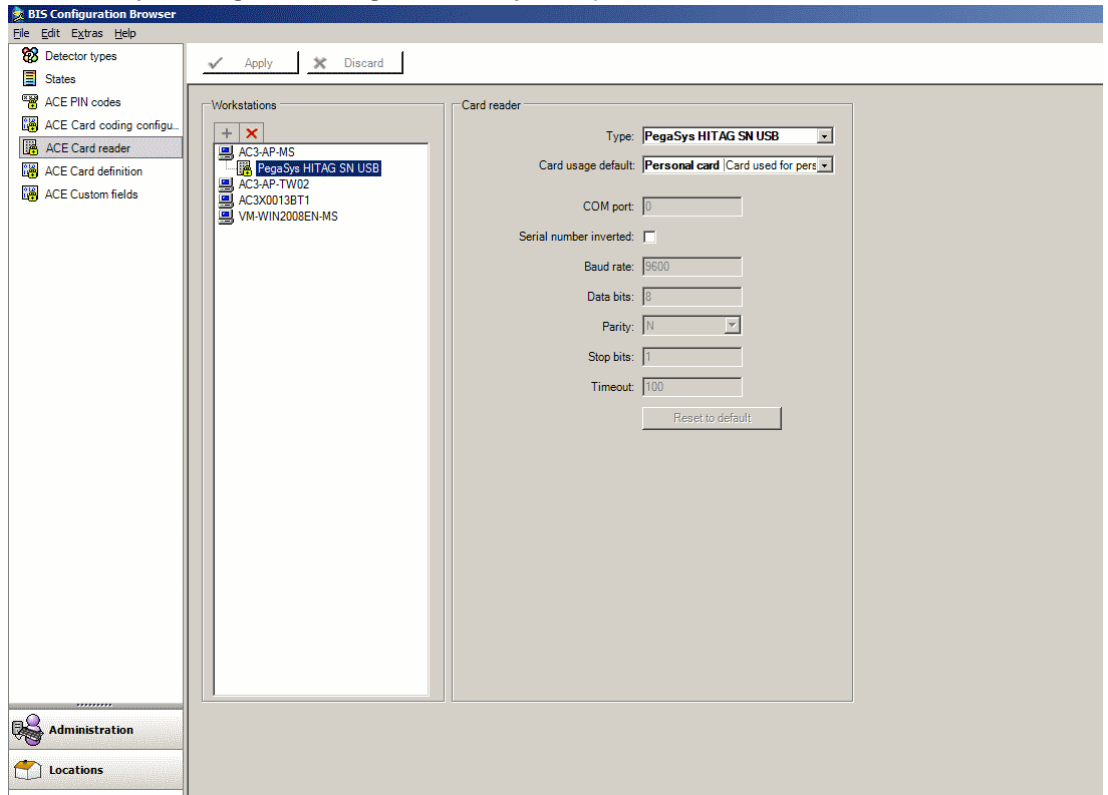 BIS Configuration Browser
File Edit Extras Help
Detector types
States
ACE PIN codes
ACE Card coding configu...
ACE Card reader
ACE Card definition
ACE Custom fields
Administration
Locations
Apply Discard
Workstations
AC3-AP-MS
PegaSys HITAG SN USB
AC3-AP-TW02
AC3X0013BT1
VM-WIN2008EN-MS
Card reader
Type: PegaSys HITAG SN USB
Card usage default: Personal card Card used for pers
COM port: 0
Serial number inverted:
Baud rate: 9600
Data bits: 8
Parity: N
Stop bits: 1
Timeout: 100
Reset to default